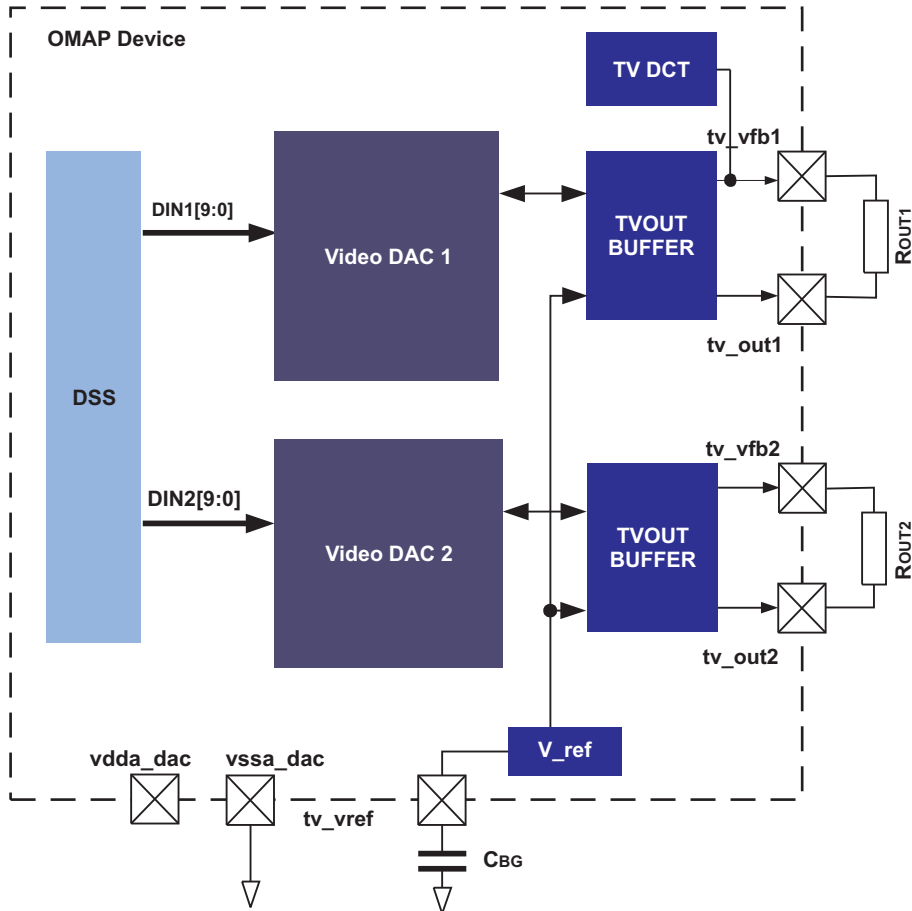 OMAP Device
TV DCT
tv_vfb1
DIN1[9:0]
Video DAC 1
TVOUT
BUFFER
ROUT1
tv_out1
DSS
tv_vfb2
DIN2[9:0]
Video DAC 2
TVOUT
BUFFER
ROUT2
tv_out2
V_ref
vdda_dac
vssa_dac
tv_vref
CBG